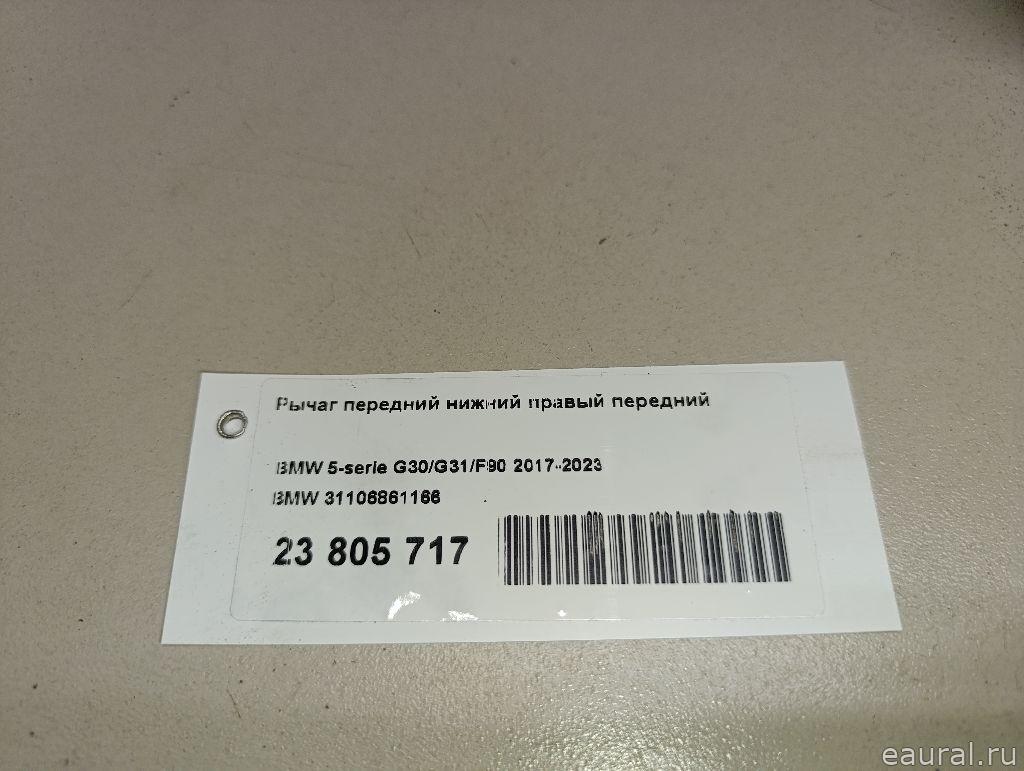 Рычаг передний нижний правый передний
BMW 5-serie G30/G31/F90 2017-2023
BMW 31106861166
23 805 717
eaural.ru